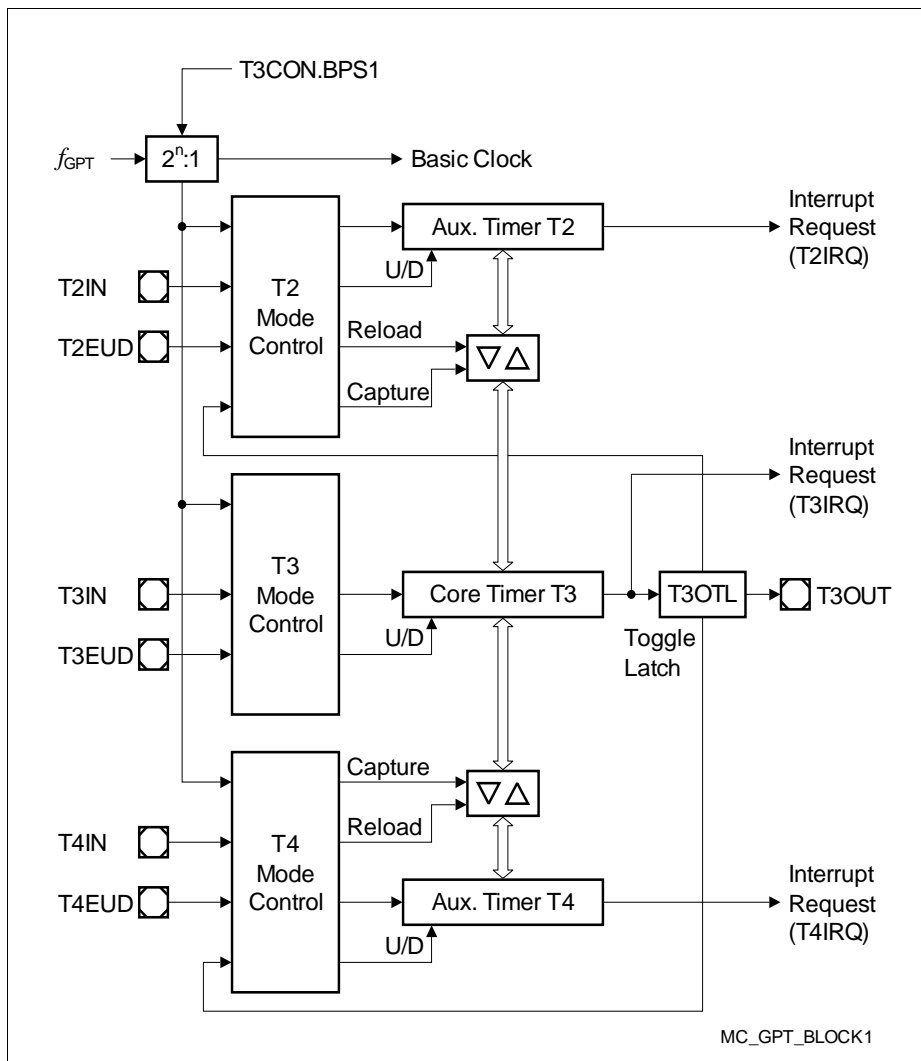 T3CON.BPS1
fGPT
2ⁿ:1
Basic Clock
Interrupt
Request
(T2IRQ)
Aux. Timer T2
U/D
T2IN
T2
Mode
Control
T2EUD
Reload
Capture
Interrupt
Request
(T3IRQ)
T3
Mode
Control
T3IN
Core Timer T3
T3OTL
T3OUT
T3EUD
U/D
Toggle
Latch
Capture
Reload
T4IN
T4
Mode
Control
T4EUD
Aux. Timer T4
U/D
Interrupt
Request
(T4IRQ)
MC_GPT_BLOCK1